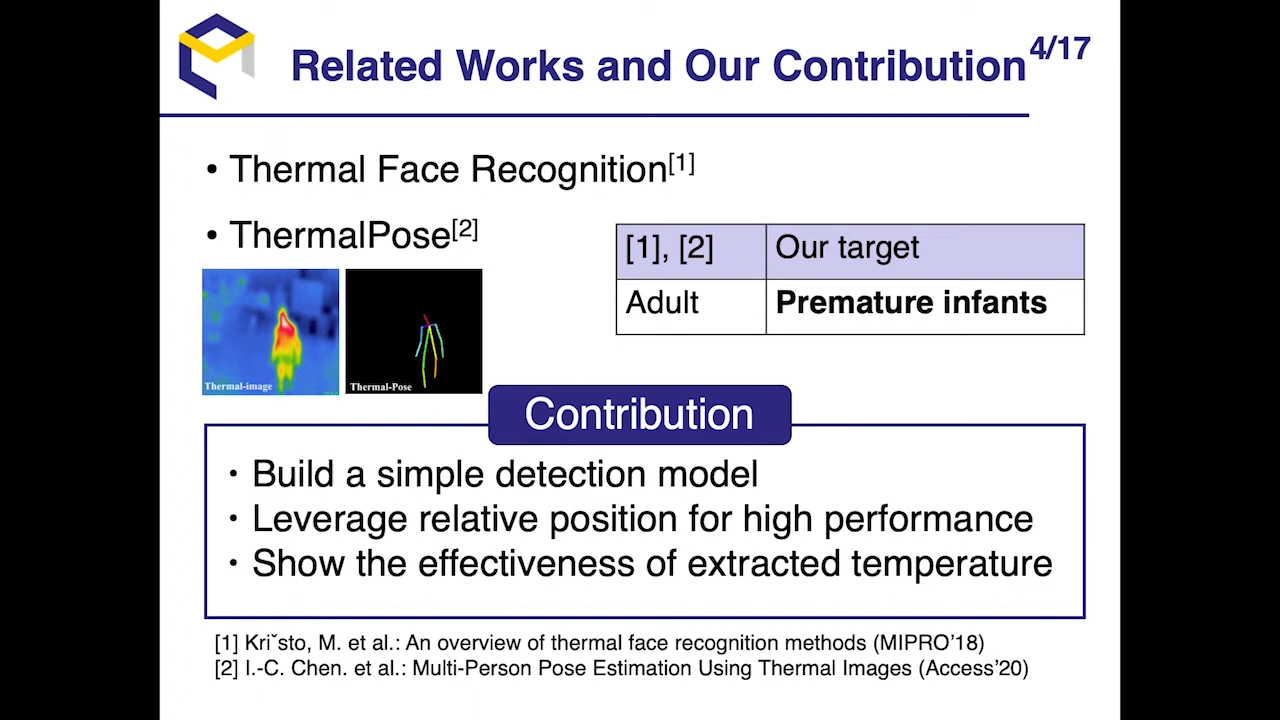 Related Works and Our Contribution
4/17
• Thermal Face Recognition[1]
• ThermalPose[2]
[1], [2] Our target
Adult Premature infants
Thermal-image
Thermal-Pose
Contribution
・Build a simple detection model
・Leverage relative position for high performance
・Show the effectiveness of extracted temperature
[1] Kri˘sto, M. et al.: An overview of thermal face recognition methods (MIPRO’18)
[2] I.-C. Chen. et al.: Multi-Person Pose Estimation Using Thermal Images (Access’20)